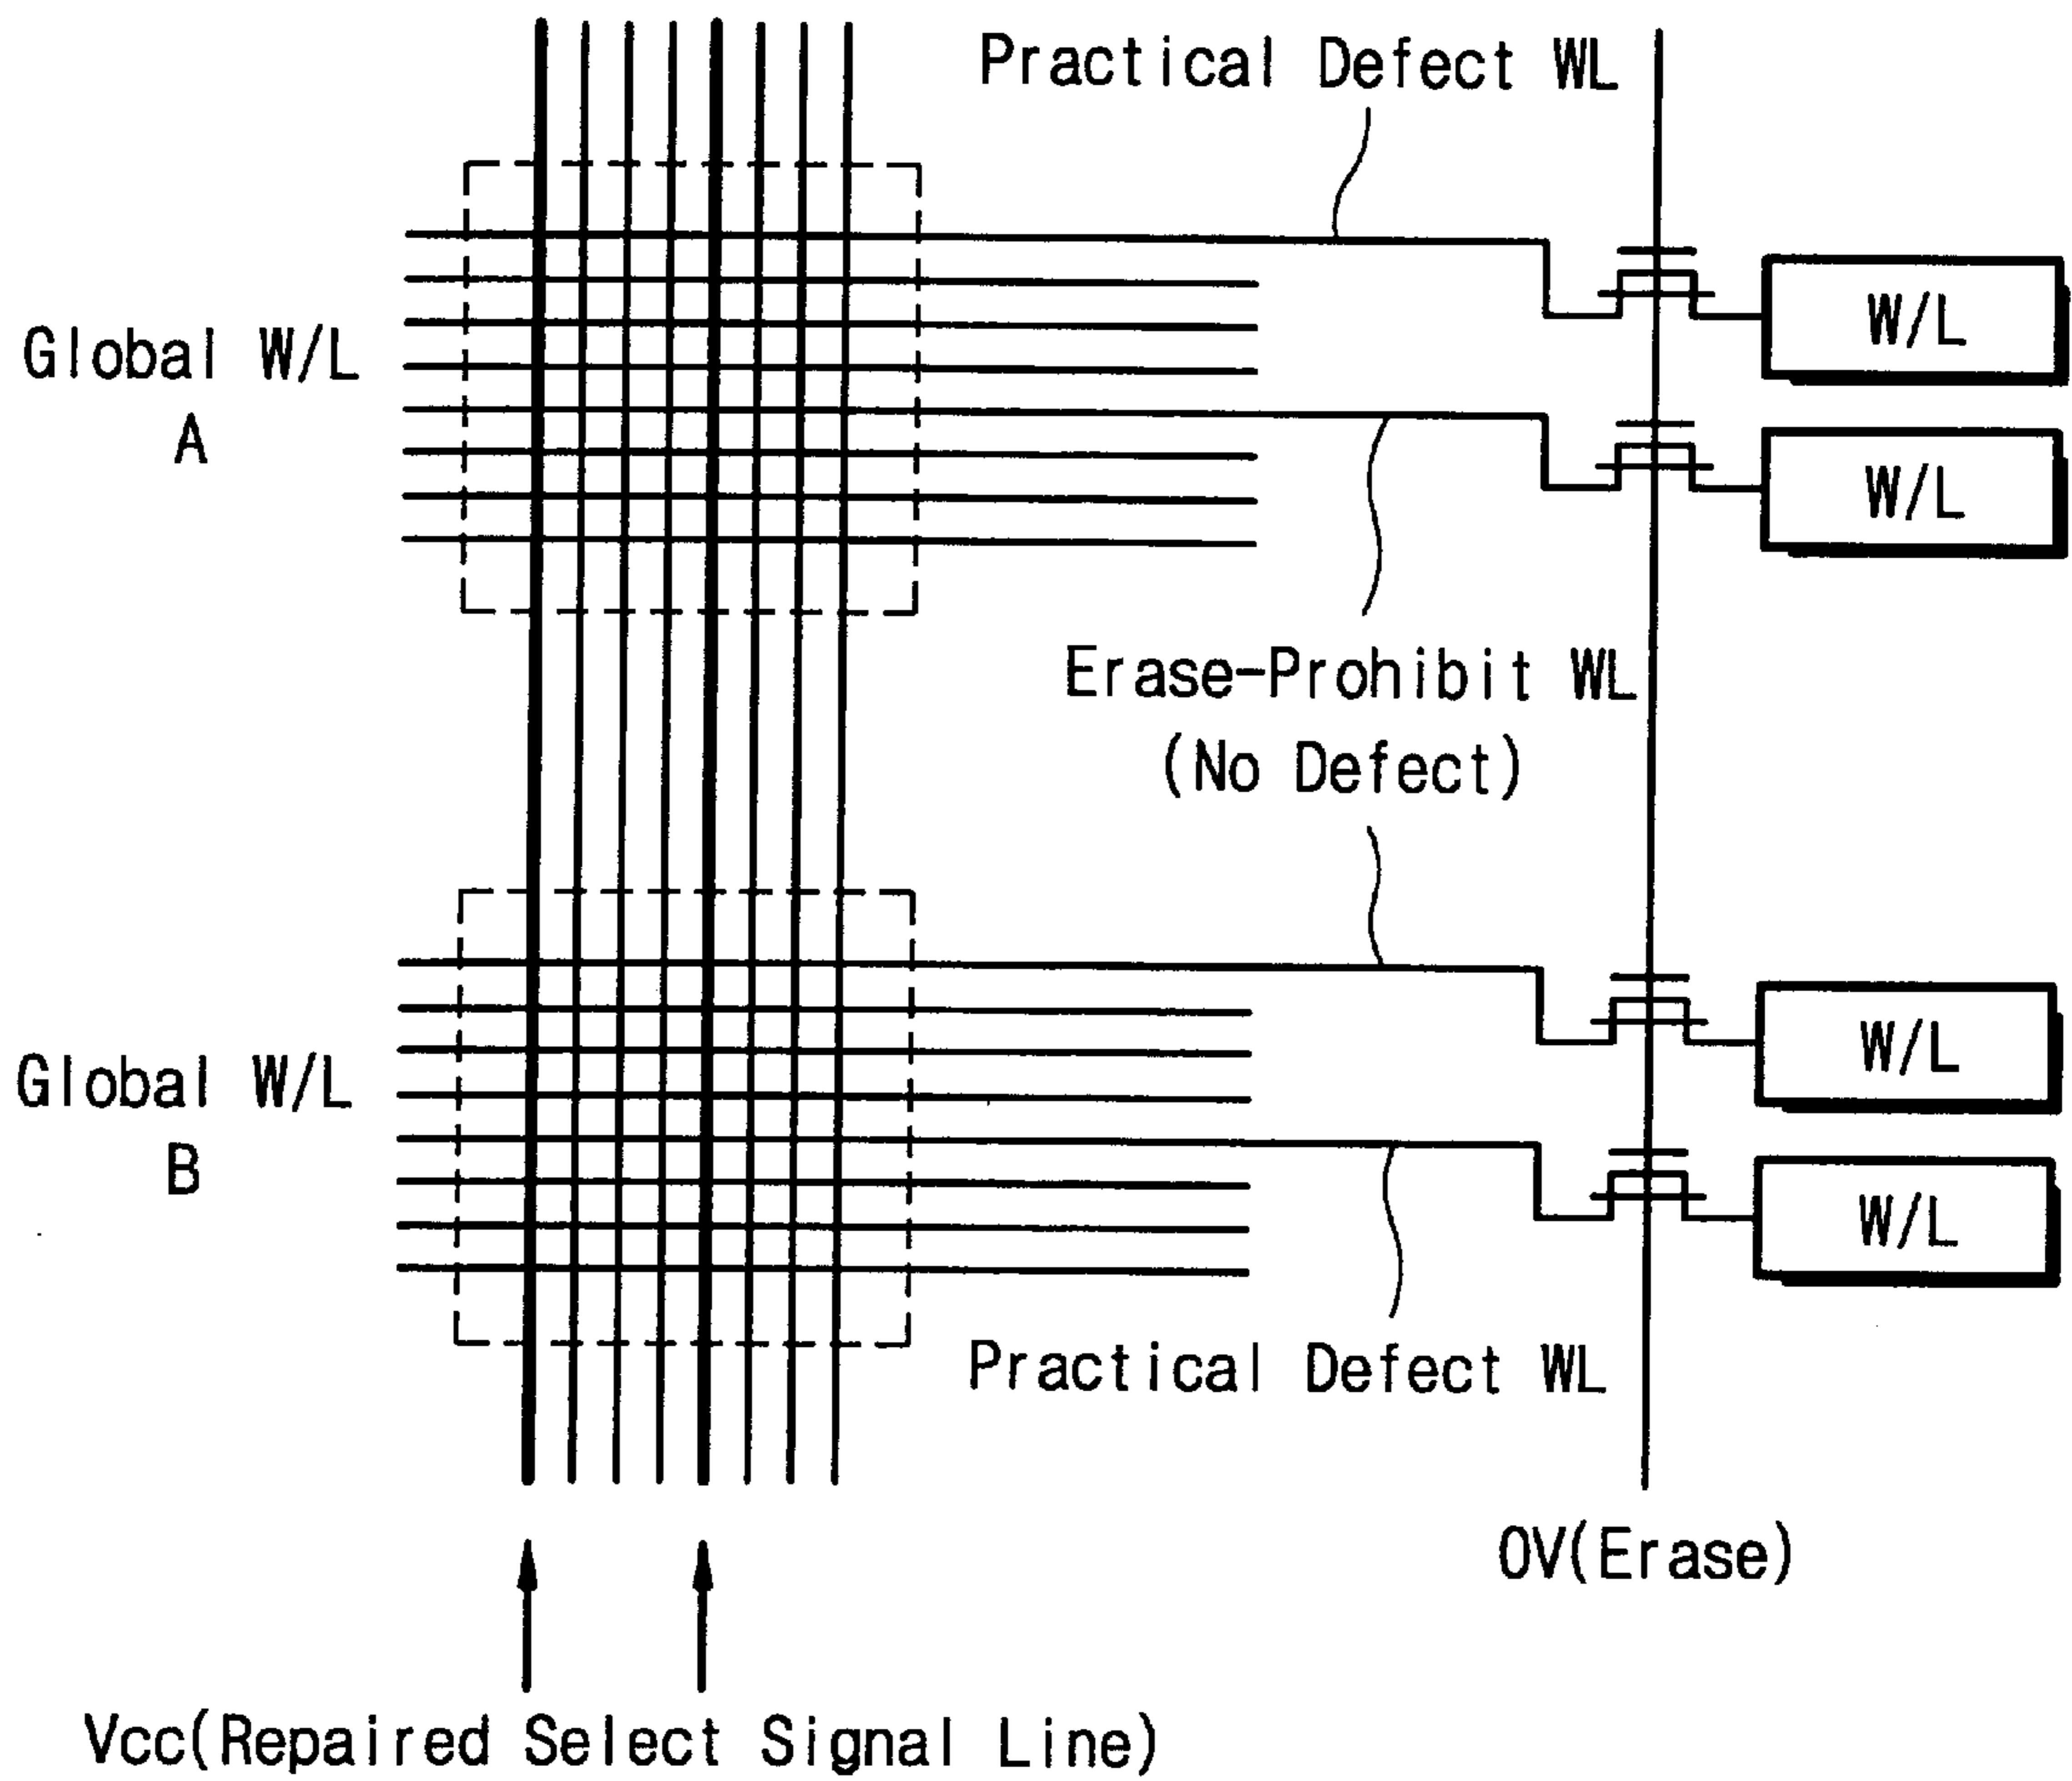 Practical Defect WL
W/L
Global W/L
A
W/L
Erase-Prohibit WL
(No Defect)
W/L
Global W/L
B
W/L
Practical Defect WL
0V(Erase)
Vcc(Repaired Select Signal Line)